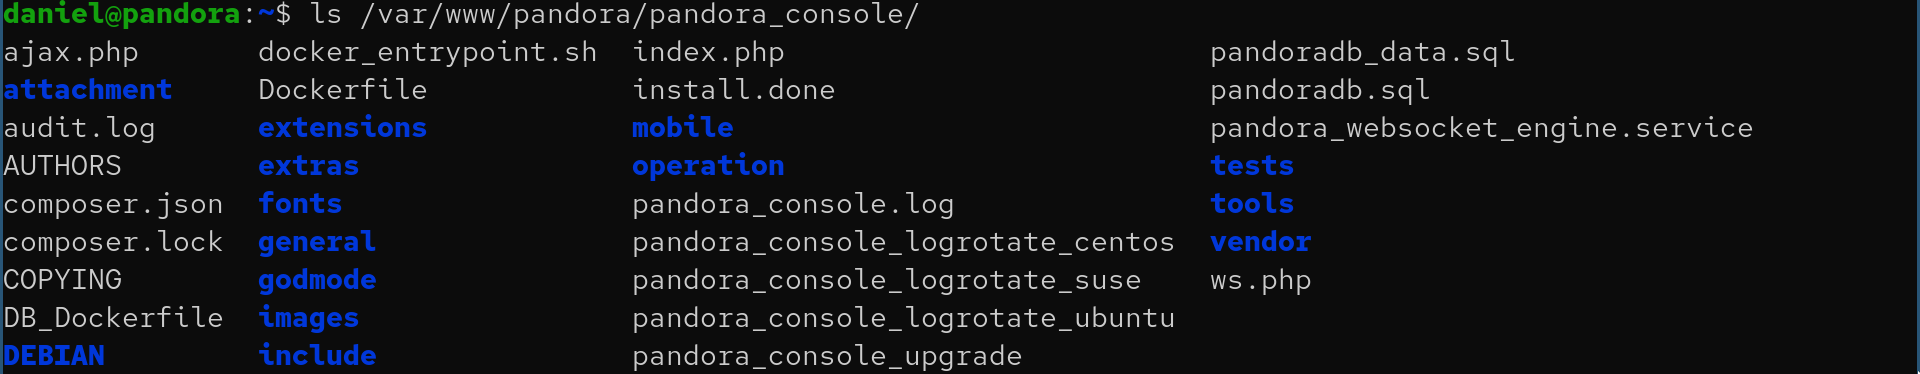 daniel@pandora:~$ ls /var/www/pandora/pandora_console/
ajax.php docker_entrypoint.sh index.php pandoradb_data.sql
attachment Dockerfile install.done pandoradb.sql
audit.log extensions mobile pandora_websocket_engine.service
AUTHORS extras operation tests
composer.json fonts pandora_console.log tools
composer.lock general pandora_console_logrotate_centos vendor
COPYING godmode pandora_console_logrotate_suse ws.php
DB_Dockerfile images pandora_console_logrotate_ubuntu
DEBIAN include pandora_console_upgrade